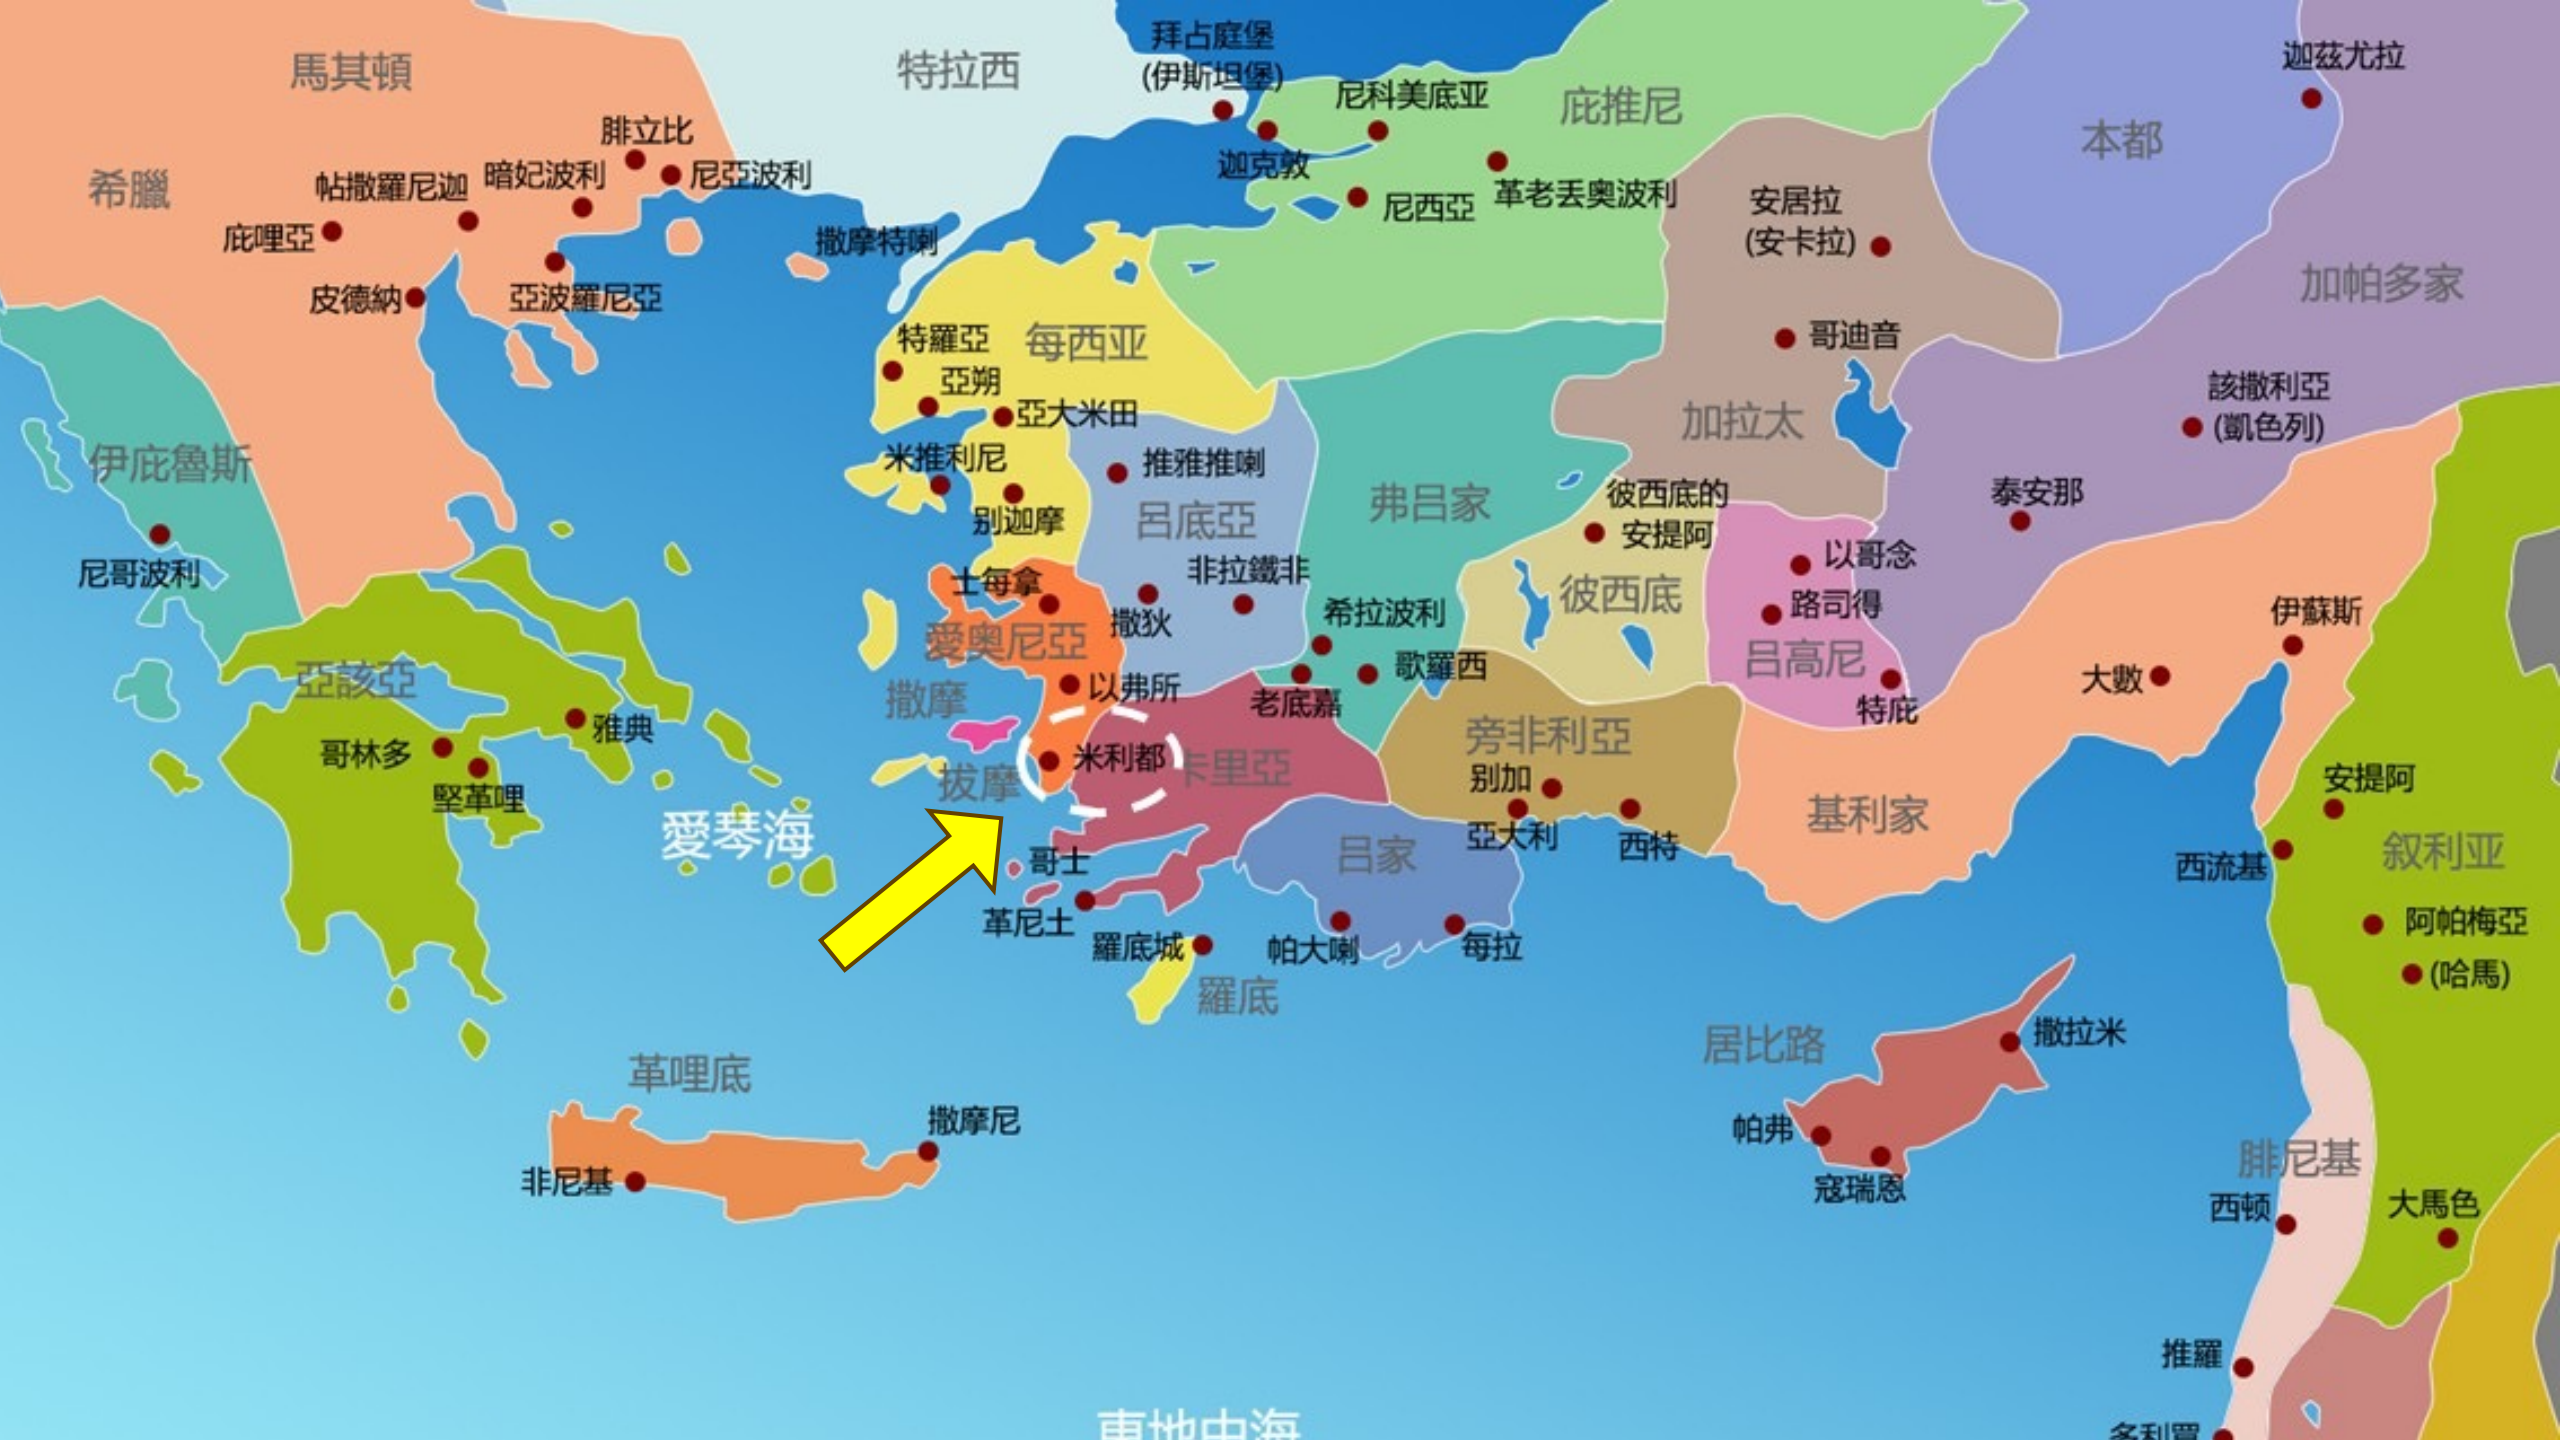 馬其頓
特拉西
拜占庭堡
(伊斯坦堡)
迦茲尤拉
尼科美底亚
庇推尼
本都
腓立比
迦克敦
希臘
帖撒羅尼迦
暗妃波利
尼亞波利
尼西亞
革老丢奥波利
安居拉
(安卡拉)
庇哩亞
撒摩特喇
加帕多家
皮德納
亞波羅尼亞
特羅亞
每西亚
哥迪音
亞朔
該撒利亞
(凱色列)
亞大米田
加拉太
伊庇魯斯
米推利尼
推雅推喇
弗呂家
彼西底的
安提阿
泰安那
别迦摩
呂底亞
尼哥波利
士每拿
非拉鐵非
彼西底
以哥念
撒狄
希拉波利
路司得
伊蘇斯
愛奥尼亞
亞該亞
以弗所
歌羅西
呂高尼
大數
撒摩
老底嘉
特庇
雅典
哥林多
米利都
卡里亞
旁非利亞
堅革哩
拔摩
别加
安提阿
愛琴海
亞大利
西特
基利家
哥士
呂家
西流基
叙利亚
革尼土
羅底城
帕大喇
每拉
阿帕梅亞
(哈馬)
羅底
居比路
撒拉米
革哩底
撒摩尼
帕弗
非尼基
寇瑞恩
腓尼基
西顿
大馬色
推羅
東地中海
多利買